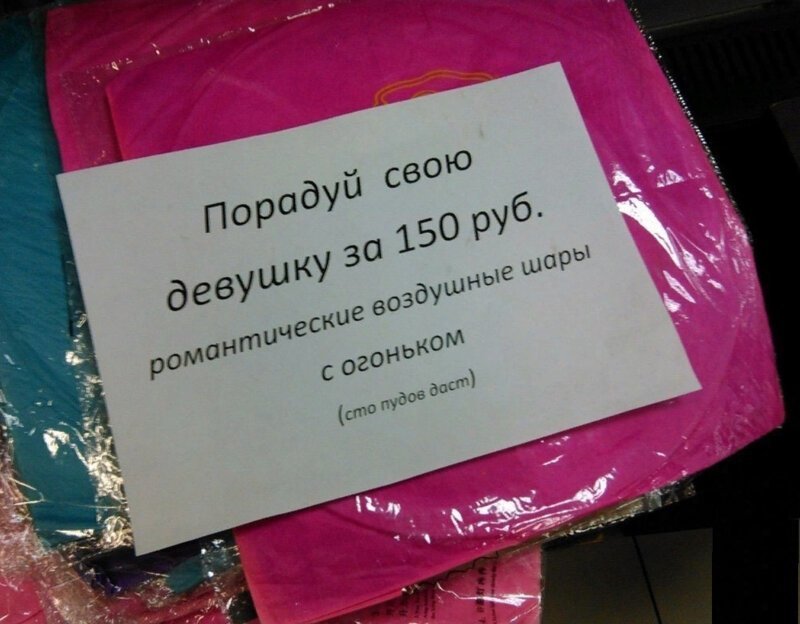 Порадуй свою
девушку за 150 руб.
романтические воздушные шары
с огоньком
(сто пудов даст)